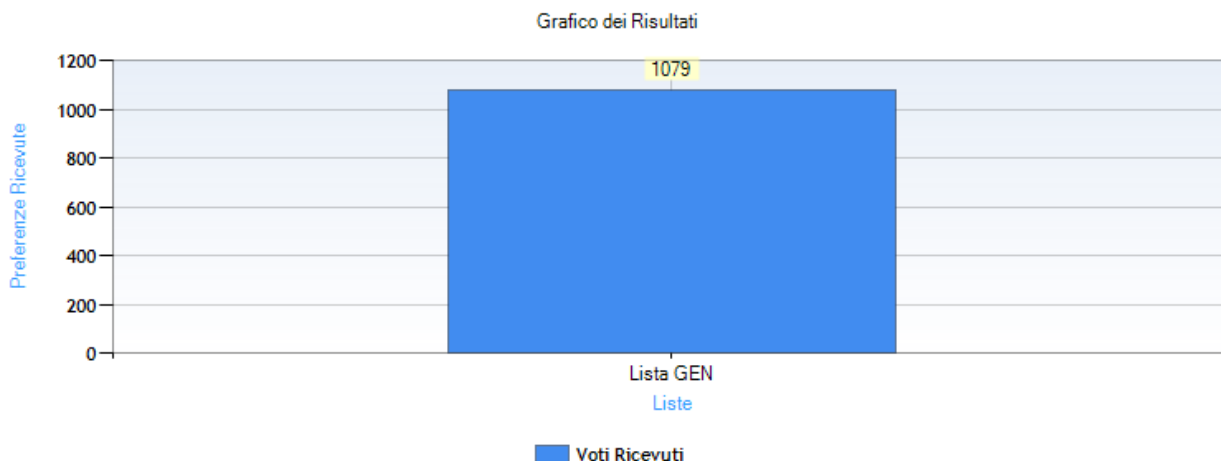 Grafico dei Risultati
Preferenze Ricevute
1200
1000
800
600
400
200
0
1079
Lista GEN
Liste
Voti Ricevuti